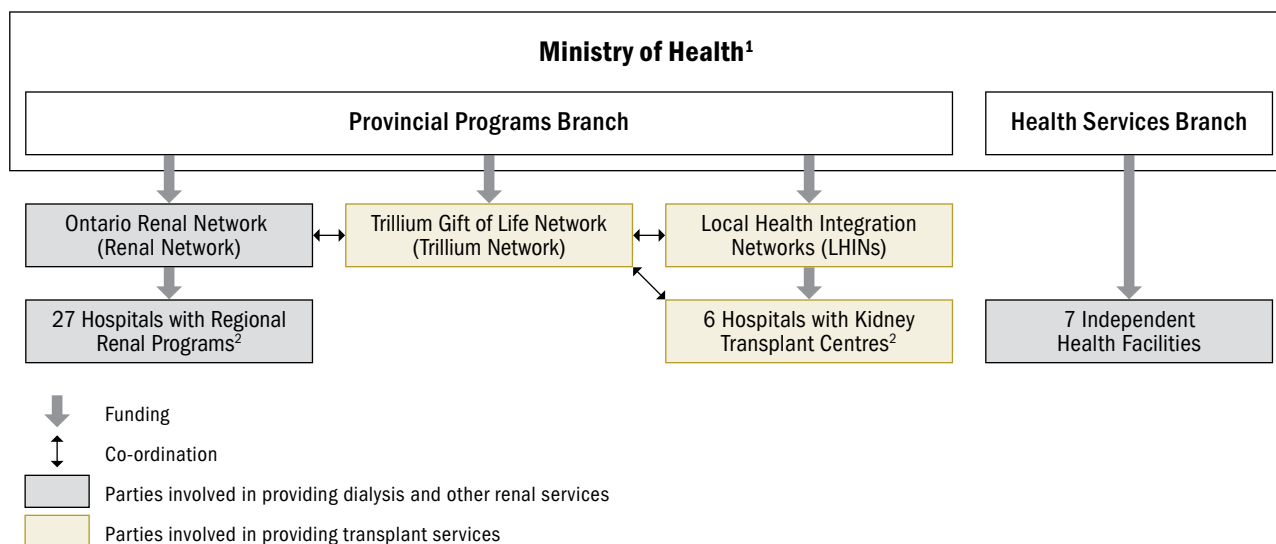 Ministry of Health¹
Provincial Programs Branch
Health Services Branch
Ontario Renal Network
(Renal Network)
Trillium Gift of Life Network
(Trillium Network)
Local Health Integration
Networks (LHINs)
27 Hospitals with Regional
Renal Programs²
6 Hospitals with Kidney
Transplant Centres²
7 Independent
Health Facilities
Funding
Co-ordination
Parties involved in providing dialysis and other renal services
Parties involved in providing transplant services